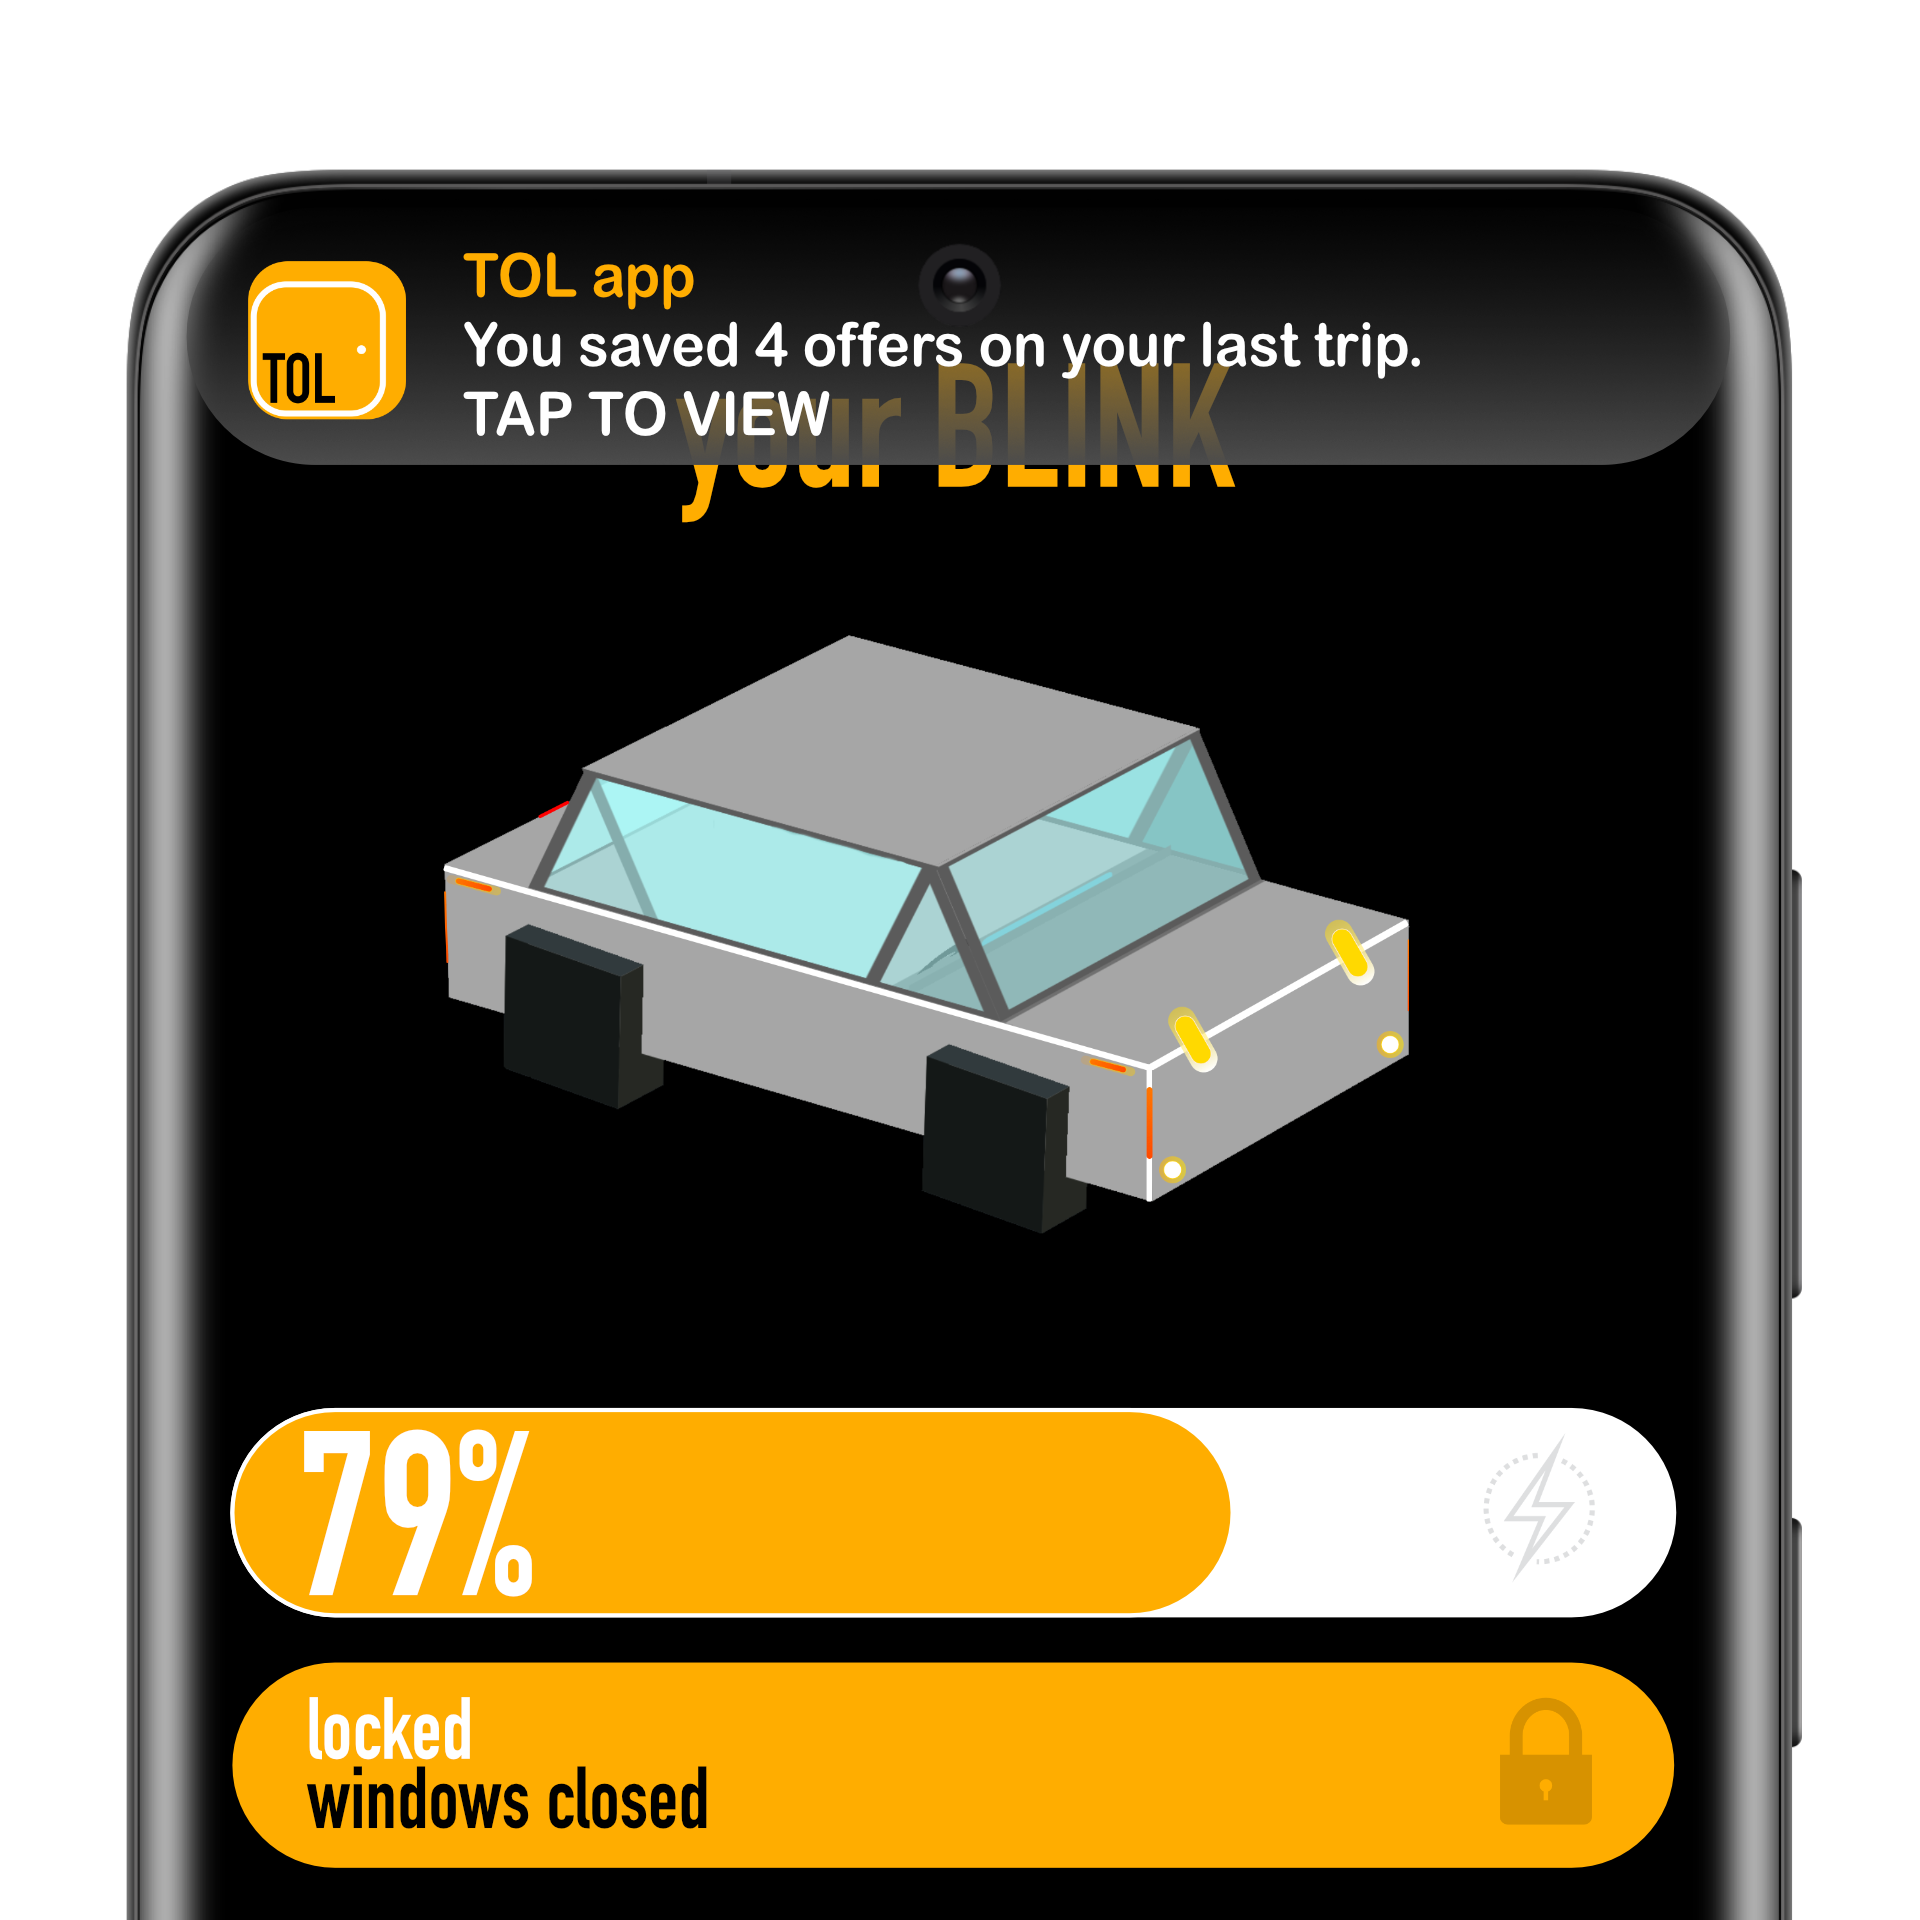 TOL
TOL app
You saved 4 offers on your last trip.
TAP TO VIEW
your BLINK
79%
locked
windows closed